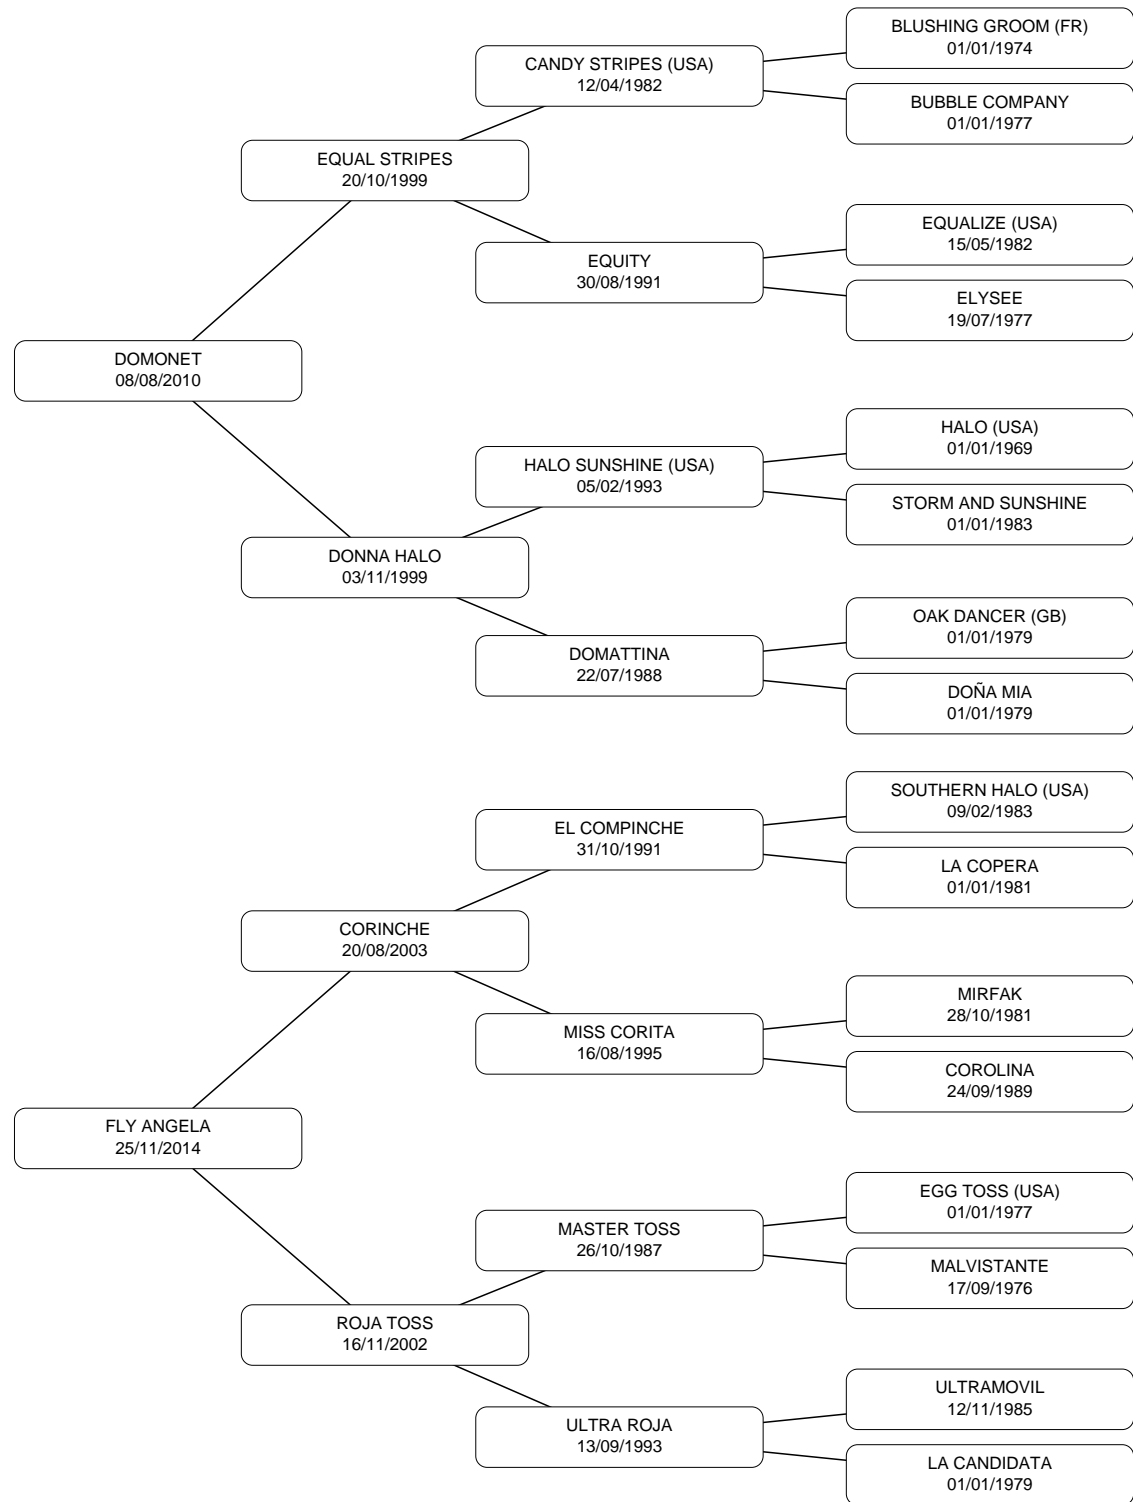 BLUSHING GROOM (FR)
01/01/1974
CANDY STRIPES (USA)
12/04/1982
BUBBLE COMPANY
01/01/1977
EQUAL STRIPES
20/10/1999
EQUALIZE (USA)
15/05/1982
EQUITY
30/08/1991
ELYSEE
19/07/1977
DOMONET
08/08/2010
HALO (USA)
01/01/1969
HALO SUNSHINE (USA)
05/02/1993
STORM AND SUNSHINE
01/01/1983
DONNA HALO
03/11/1999
OAK DANCER (GB)
01/01/1979
DOMATTINA
22/07/1988
DOÑA MIA
01/01/1979
SOUTHERN HALO (USA)
09/02/1983
EL COMPINCHE
31/10/1991
LA COPERA
01/01/1981
CORINCHE
20/08/2003
MIRFAK
28/10/1981
MISS CORITA
16/08/1995
COROLINA
24/09/1989
FLY ANGELA
25/11/2014
EGG TOSS (USA)
01/01/1977
MASTER TOSS
26/10/1987
MALVISTANTE
17/09/1976
ROJA TOSS
16/11/2002
ULTRAMOVIL
12/11/1985
ULTRA ROJA
13/09/1993
LA CANDIDATA
01/01/1979